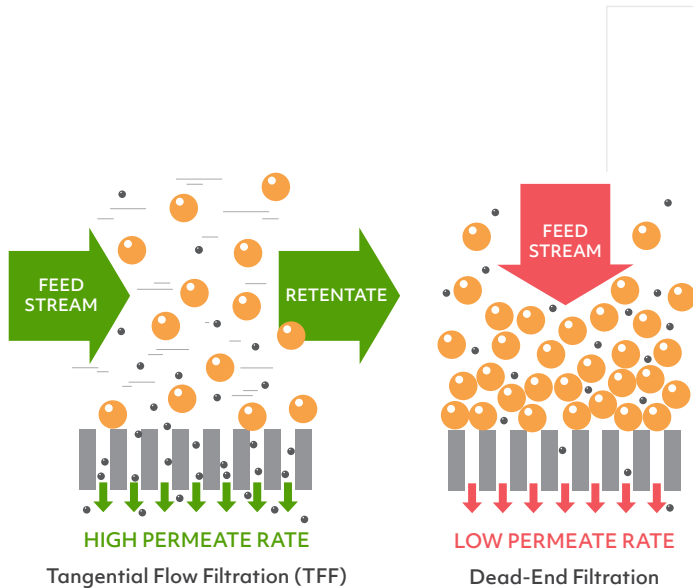 FEED
STREAM
RETENTATE
HIGH PERMEATE RATE
Tangential Flow Filtration (TFF)
FEED
STREAM
LOW PERMEATE RATE
Dead-End Filtration